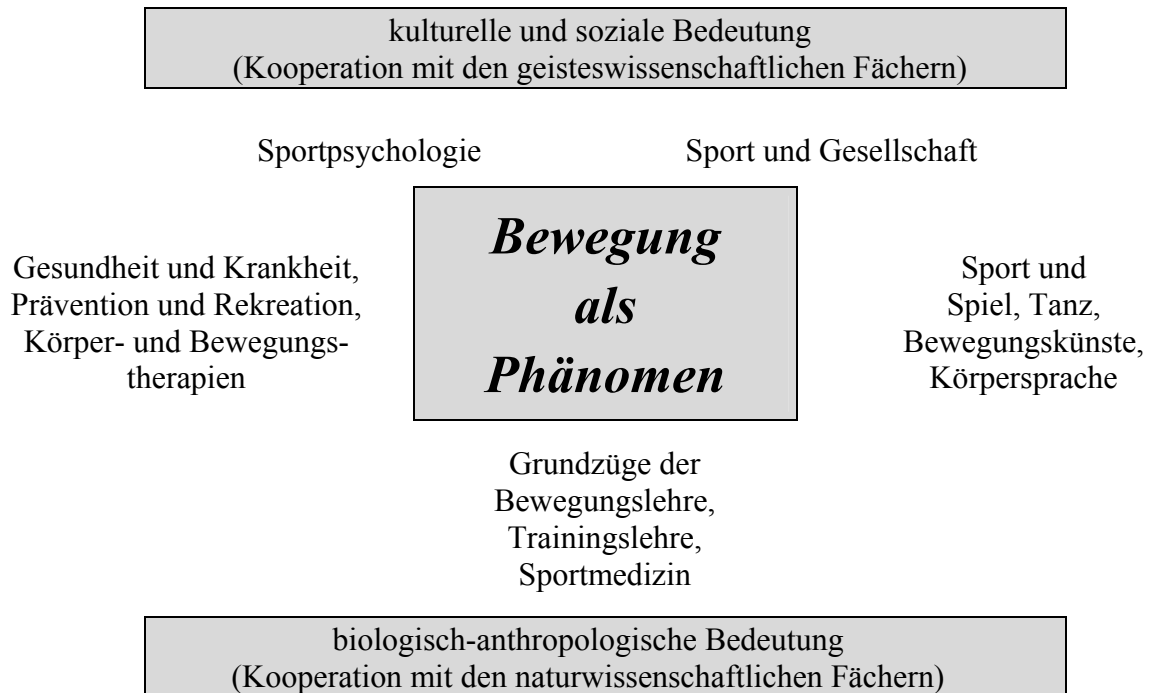 kulturelle und soziale Bedeutung
(Kooperation mit den geisteswissenschaftlichen Fächern)
Sportpsychologie
Sport und Gesellschaft
Bewegung
als
Phänomen
Gesundheit und Krankheit,
Prävention und Rekreation,
Körper- und Bewegungs-
therapien
Sport und
Spiel, Tanz,
Bewegungskünste,
Körpersprache
Grundzüge der
Bewegungslehre,
Trainingslehre,
Sportmedizin
biologisch-anthropologische Bedeutung
(Kooperation mit den naturwissenschaftlichen Fächern)